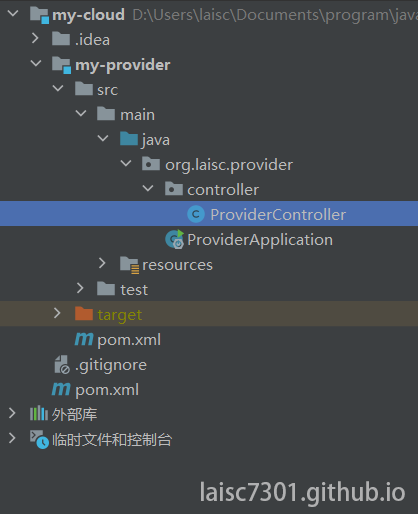 my-cloud D:\Users\laisc\Documents\program\java
.idea
my-provider
src
main
java
org.laisc.provider
controller
ProviderController
ProviderApplication
resources
test
target
pom.xml
.gitignore
pom.xml
外部库
临时文件和控制台
laisc7301.github.io